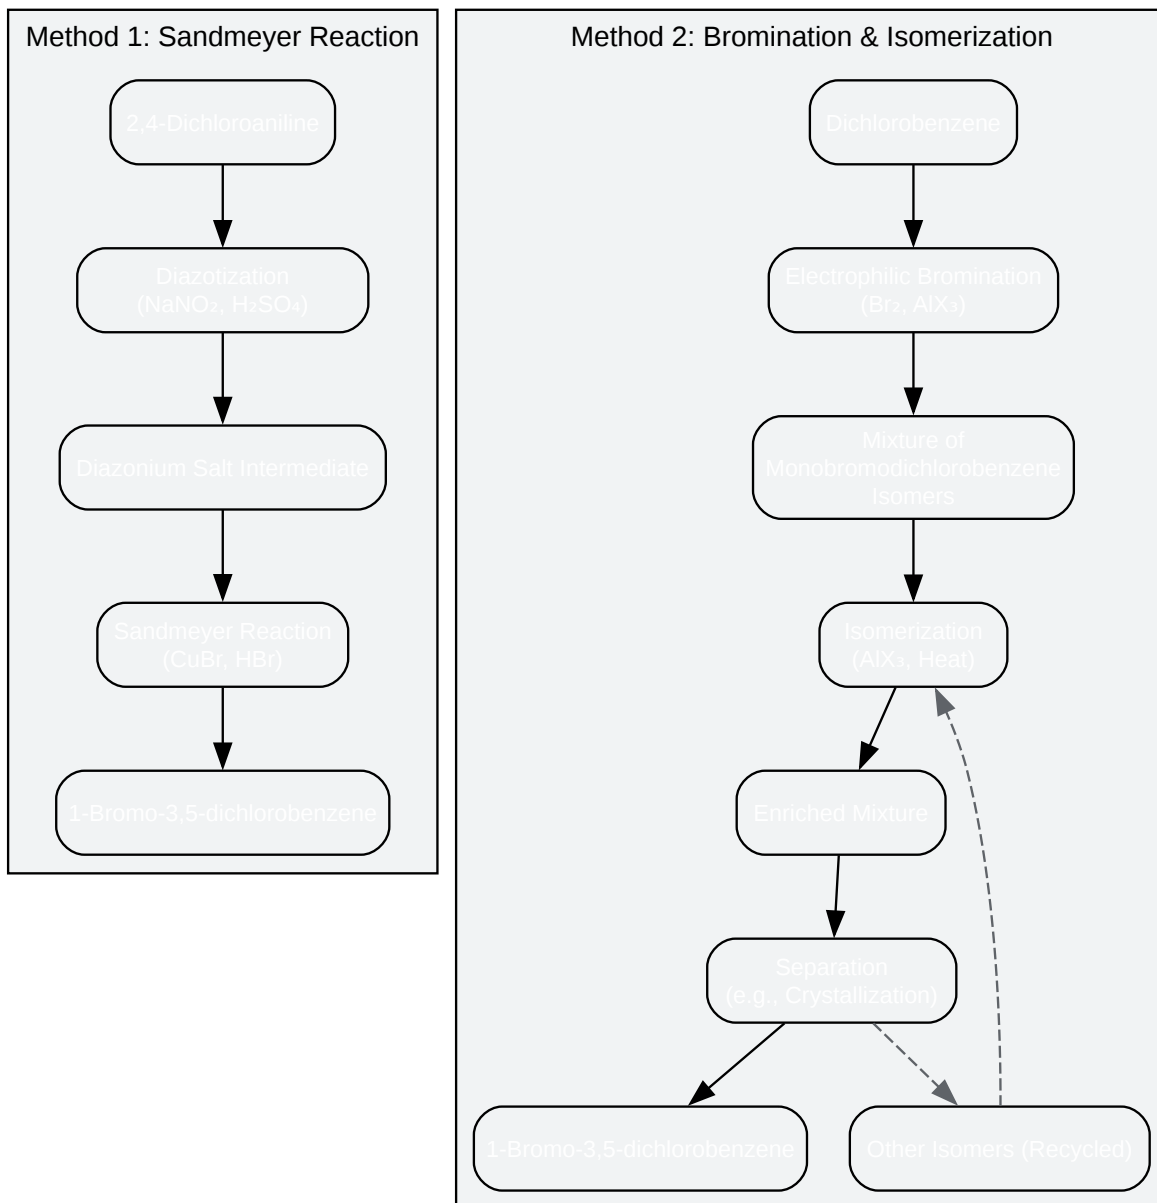 Method 1: Sandmeyer Reaction
2,4-Dichloroaniline
Diazotization
(NaNO₂, H₂SO₄)
Diazonium Salt Intermediate
Sandmeyer Reaction
(CuBr, HBr)
1-Bromo-3,5-dichlorobenzene
Method 2: Bromination & Isomerization
Dichlorobenzene
Electrophilic Bromination
(Br₂, AlX₃)
Mixture of
Monobromodichlorobenzene
Isomers
Isomerization
(AlX₃, Heat)
Enriched Mixture
Separation
(e.g., Crystallization)
1-Bromo-3,5-dichlorobenzene
Other Isomers (Recycled)